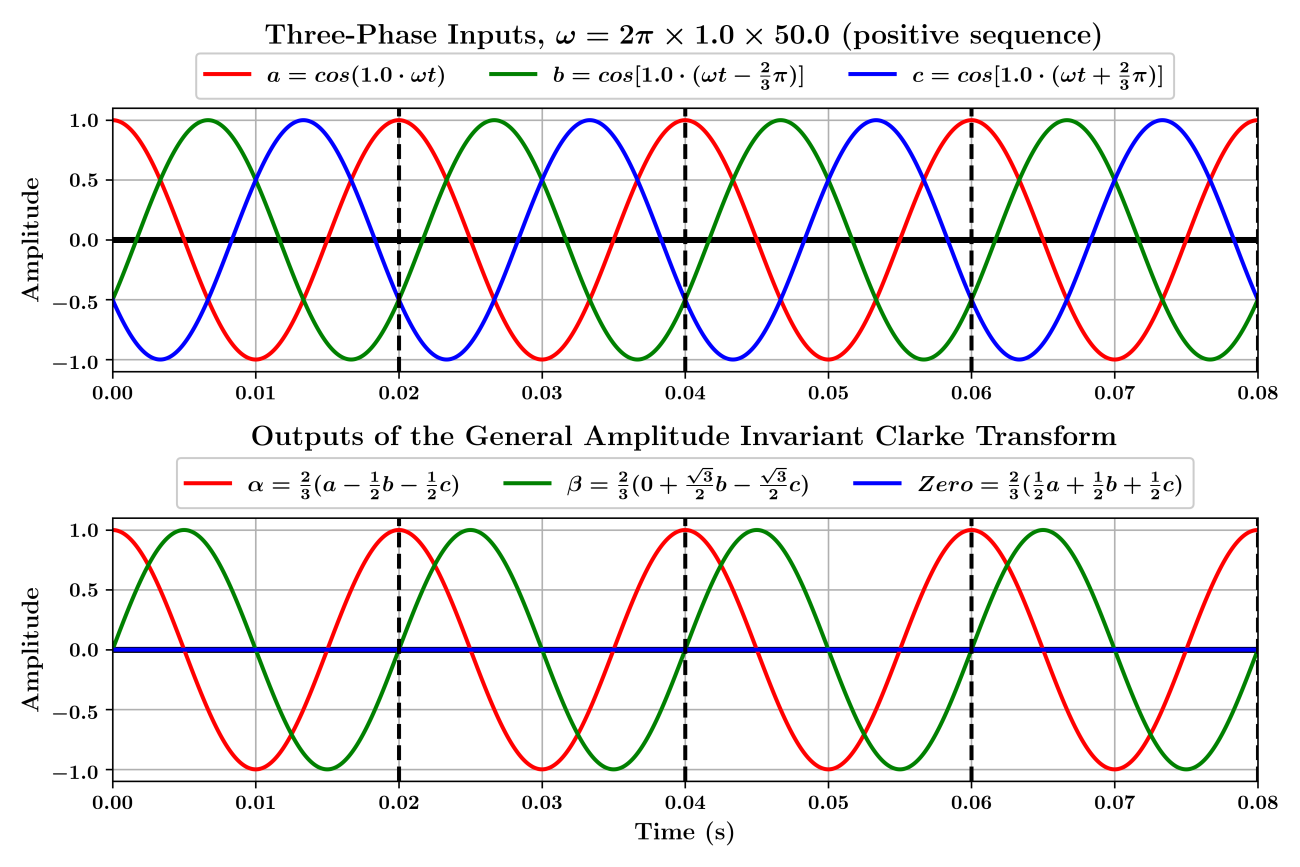 Three-Phase Inputs, ω = 2π × 1.0 × 50.0 (positive sequence)
a = cos(1.0 · ωt) b = cos[1.0 · (ωt − 2/3π)] c = cos[1.0 · (ωt + 2/3π)]
Amplitude
1.0
0.5
0.0
−0.5
−1.0
0.00 0.01 0.02 0.03 0.04 0.05 0.06 0.07 0.08
Outputs of the General Amplitude Invariant Clarke Transform
α = 2/3(a − 1/2b − 1/2c) β = 2/3(0 + √3/2b − √3/2c) Zero = 2/3(1/2a + 1/2b + 1/2c)
Amplitude
1.0
0.5
0.0
−0.5
−1.0
0.00 0.01 0.02 0.03 0.04 0.05 0.06 0.07 0.08
Time (s)